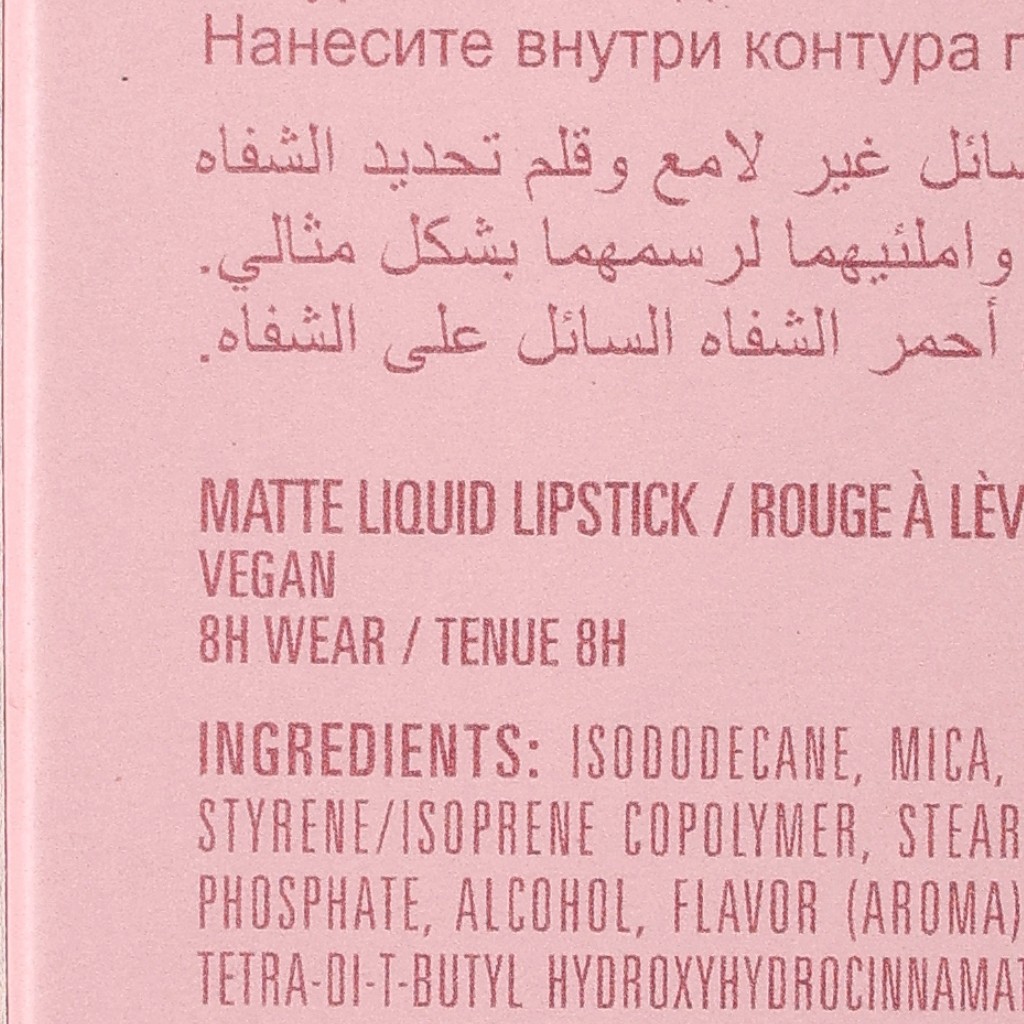 Нанесите внутри контура
سائل غير لامع وقلم تحديد الشفاه
واملئيهما لرسمهما بشكل مثالي.
أحمر الشفاه السائل على الشفاه.
MATTE LIQUID LIPSTICK / ROUGE À LÈV
VEGAN
8H WEAR / TENUE 8H
INGREDIENTS: ISODODECANE, MICA,
STYRENE/ISOPRENE COPOLYMER, STEAR
PHOSPHATE, ALCOHOL, FLAVOR (AROMA)
TETRA-DI-T-BUTYL HYDROXYHYDROCINNAMAT